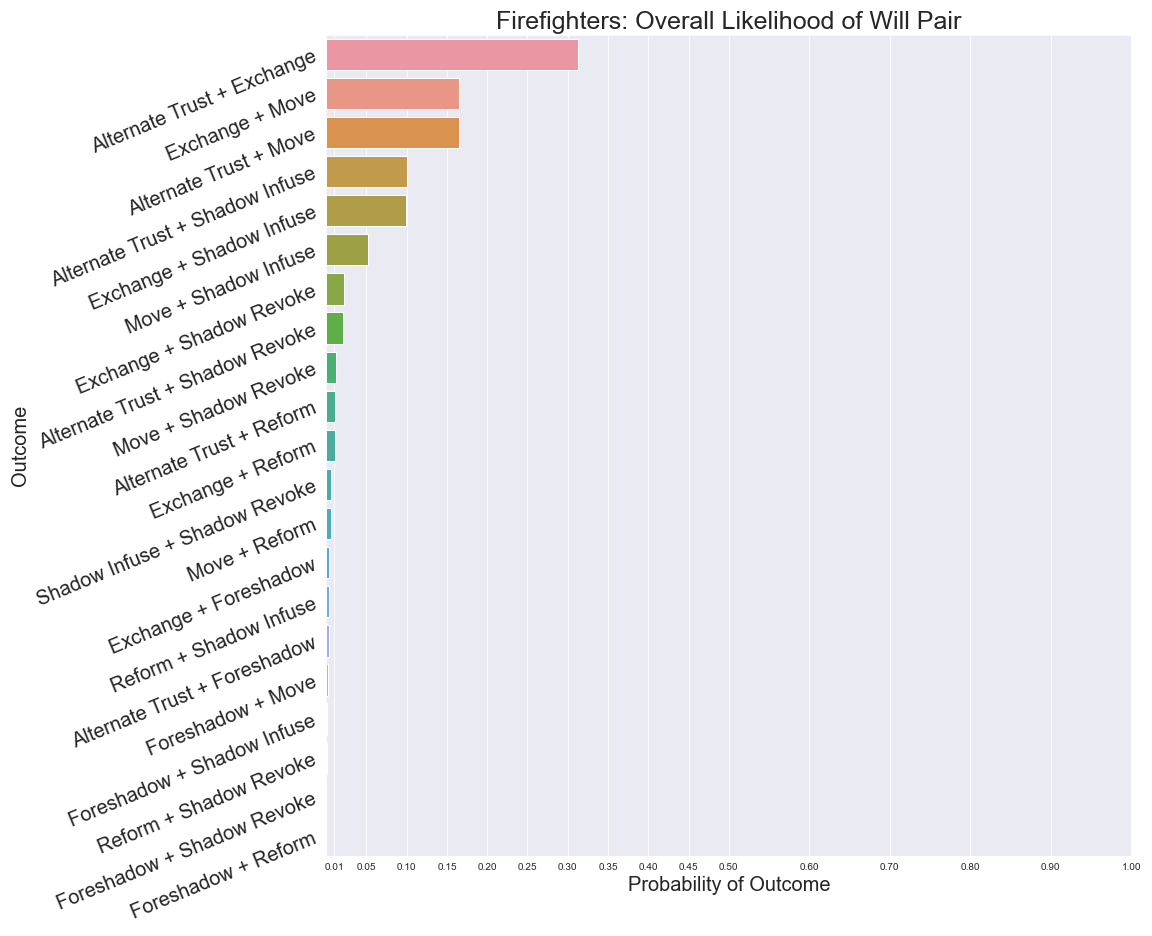 Firefighters: Overall Likelihood of Will Pair
Alternate Trust + Exchange
Exchange + Move
Alternate Trust + Move
Alternate Trust + Shadow Infuse
Exchange + Shadow Infuse
Move + Shadow Infuse
Exchange + Shadow Revoke
Alternate Trust + Shadow Revoke
Move + Shadow Revoke
Alternate Trust + Reform
Exchange + Reform
Shadow Infuse + Shadow Revoke
Move + Reform
Exchange + Foreshadow
Reform + Shadow Infuse
Alternate Trust + Foreshadow
Foreshadow + Move
Foreshadow + Shadow Infuse
Reform + Shadow Revoke
Foreshadow + Shadow Revoke
Foreshadow + Reform
Outcome
0.01 0.05 0.10 0.15 0.20 0.25 0.30 0.35 0.40 0.45 0.50 0.60 0.70 0.80 0.90 1.00
Probability of Outcome